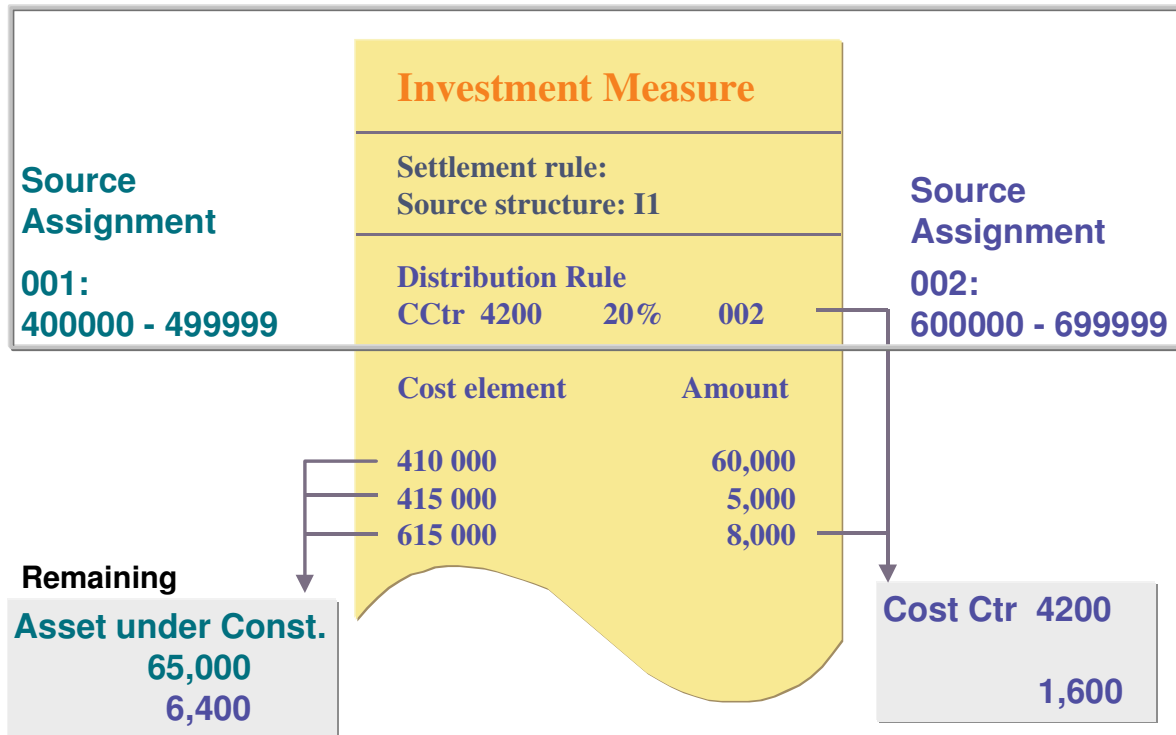 Investment Measure
Settlement rule:
Source structure: I1
Source
Assignment
001:
400000 - 499999
Distribution Rule
CCtr 4200 20% 002
Source
Assignment
002:
600000 - 699999
Cost element Amount
410 000 60,000
415 000 5,000
615 000 8,000
Remaining
Asset under Const.
65,000
6,400
Cost Ctr 4200
1,600